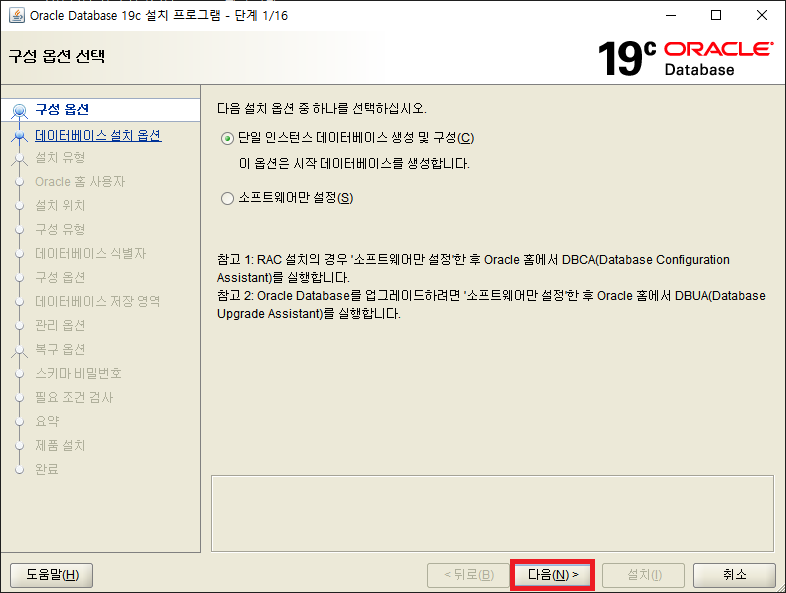 Oracle Database 19c 설치 프로그램 - 단계 1/16
구성 옵션 선택
19c ORACLE
Database
구성 옵션
데이터베이스 설치 옵션
설치 유형
Oracle 홈 사용자
설치 위치
구성 유형
데이터베이스 식별자
구성 옵션
데이터베이스 저장 영역
관리 옵션
복구 옵션
스키마 비밀번호
필요 조건 검사
요약
제품 설치
완료
다음 설치 옵션 중 하나를 선택하십시오.
단일 인스턴스 데이터베이스 생성 및 구성(C)
이 옵션은 시작 데이터베이스를 생성합니다.
소프트웨어만 설정(S)
참고 1: RAC 설치의 경우 '소프트웨어만 설정'한 후 Oracle 홈에서 DBCA(Database Configuration
Assistant)를 실행합니다.
참고 2: Oracle Database를 업그레이드하려면 '소프트웨어만 설정'한 후 Oracle 홈에서 DBUA(Database
Upgrade Assistant)를 실행합니다.
도움말(H)
< 뒤로(B)
다음(N) >
설치(I)
취소